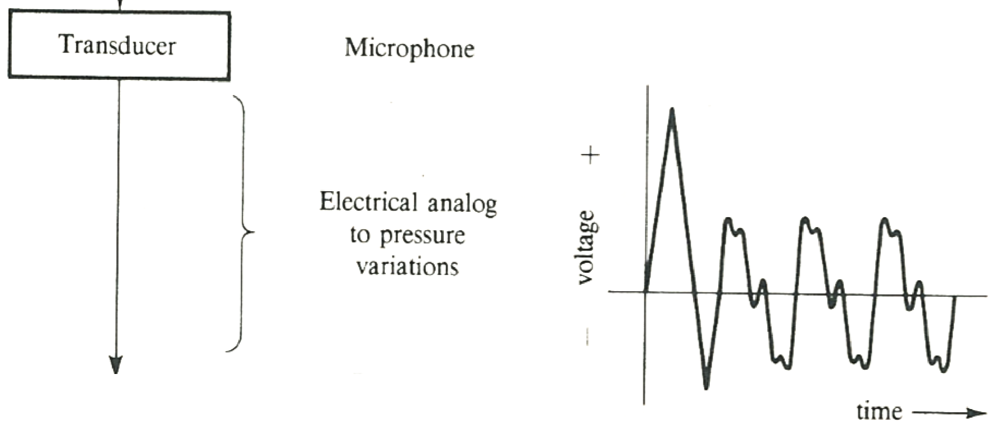 Transducer
Microphone
Electrical analog
to pressure
variations
+
voltage
−
time